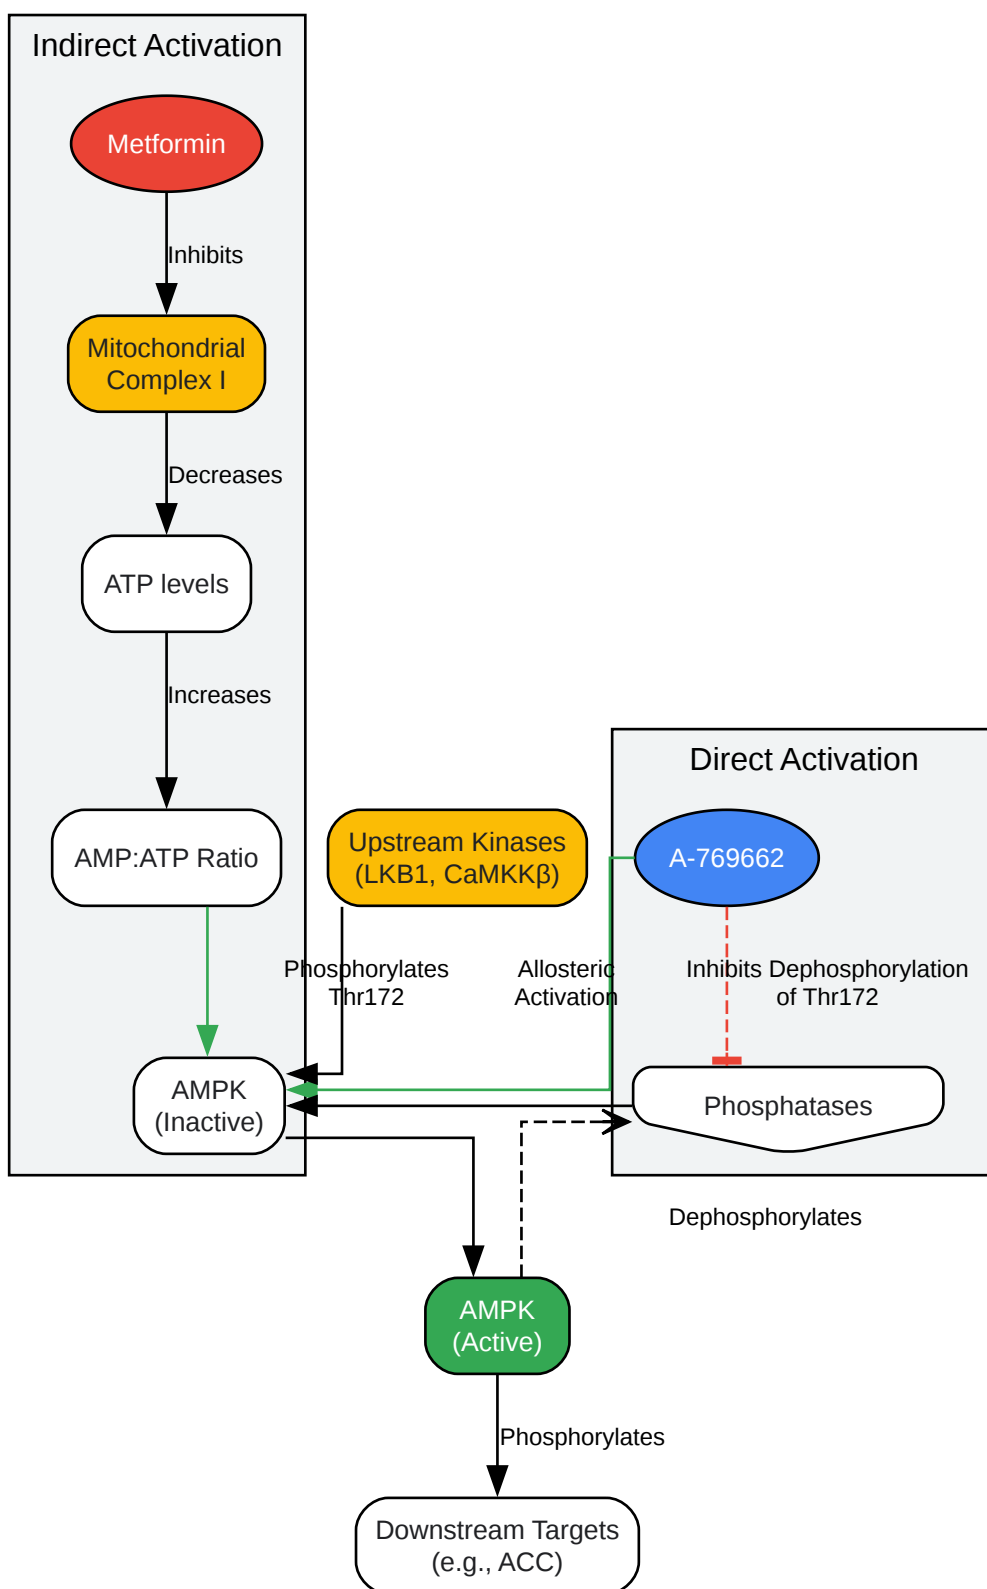 Indirect Activation
Metformin
Inhibits
Mitochondrial
Complex I
Decreases
ATP levels
Increases
Direct Activation
AMP:ATP Ratio
Upstream Kinases
(LKB1, CaMKKβ)
A-769662
Phosphorylates
Thr172
Allosteric
Activation
Inhibits Dephosphorylation
of Thr172
AMPK
(Inactive)
Phosphatases
Dephosphorylates
AMPK
(Active)
Phosphorylates
Downstream Targets
(e.g., ACC)